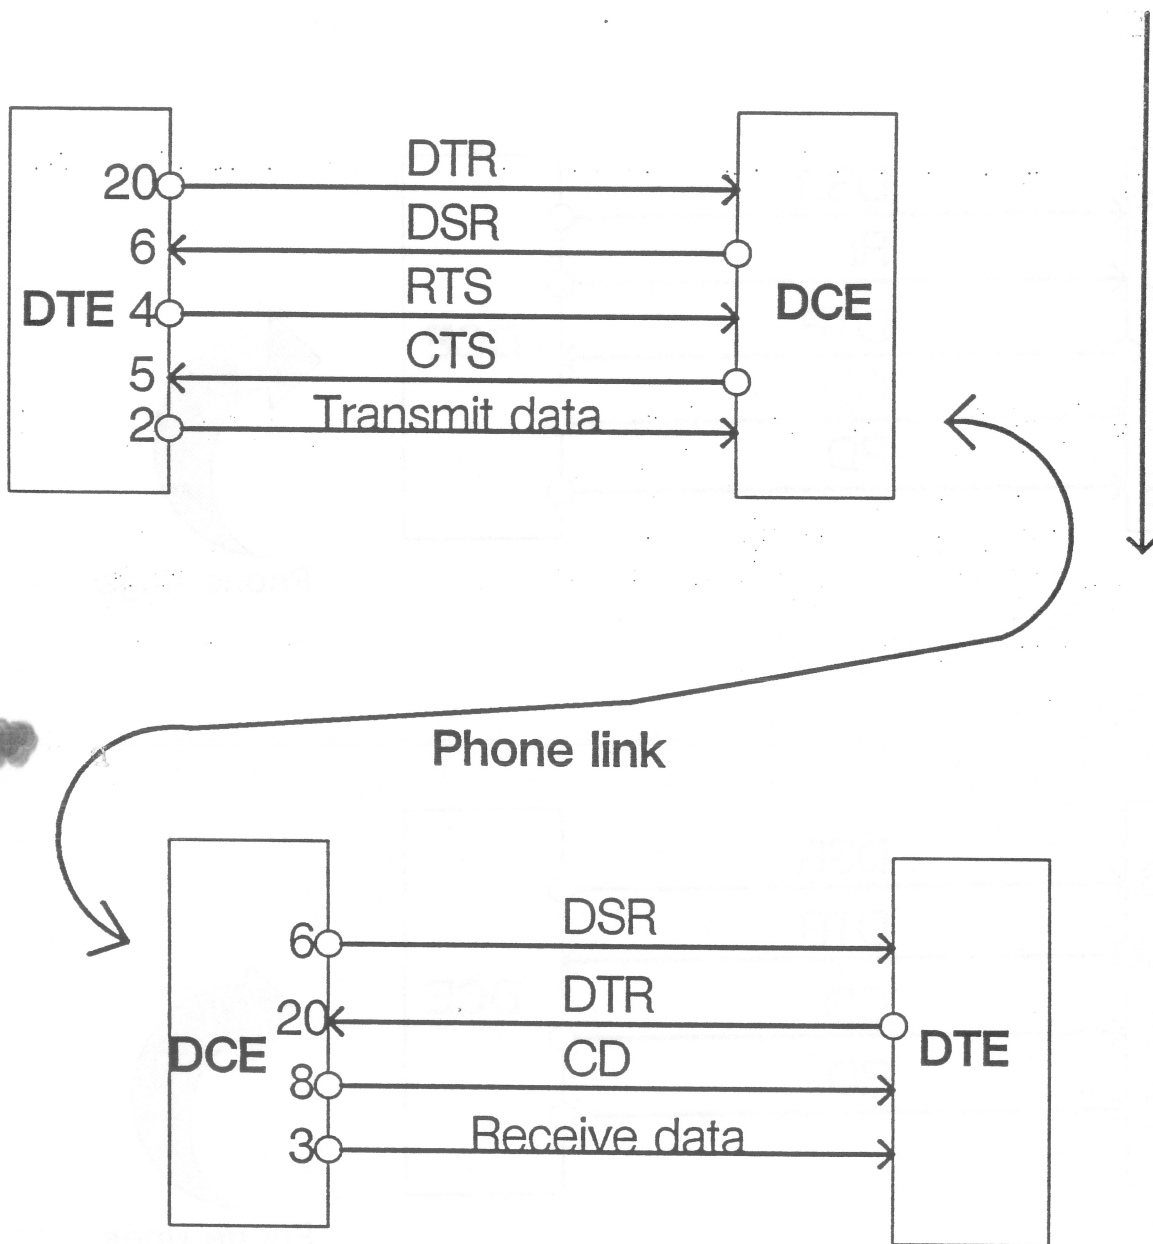 DTR
20
DSR
6
RTS
DTE 4
DCE
CTS
5
Transmit data
2
Phone link
DSR
6
DTR
20
DCE
CD
DTE
8
Receive data
3